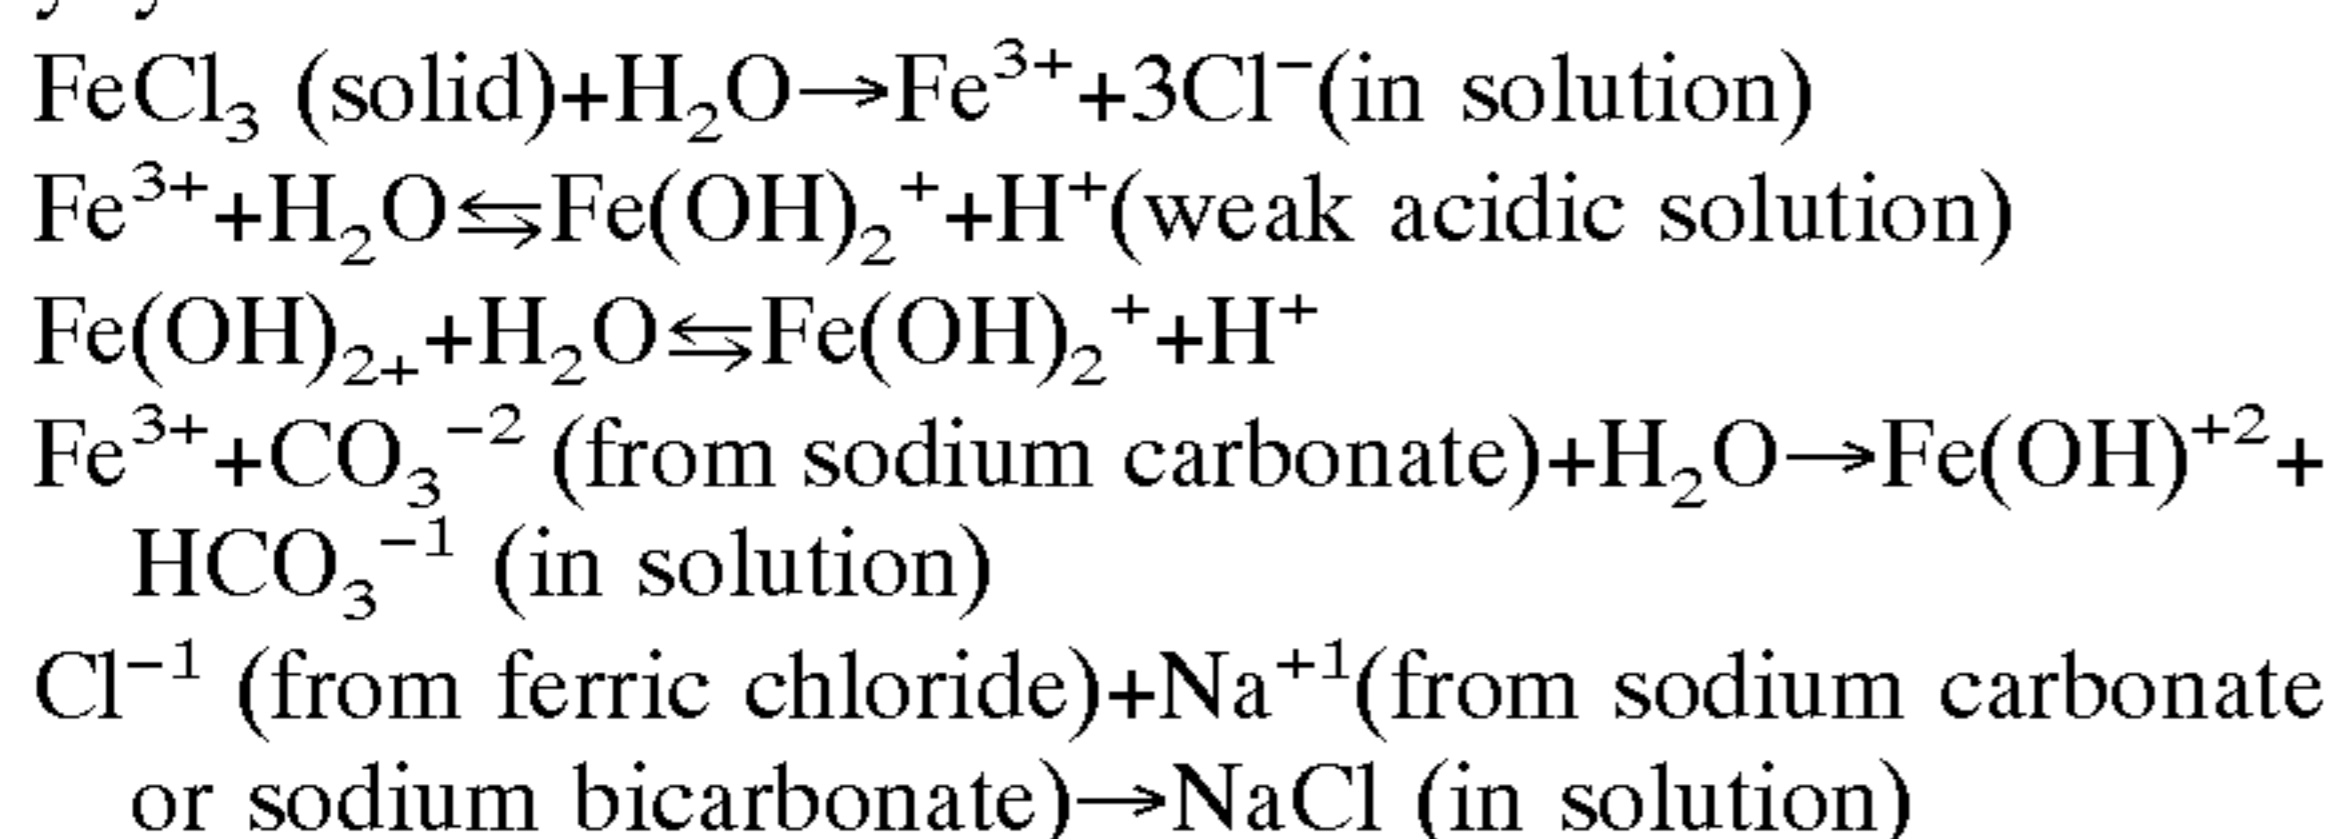 FeCl₃ (solid)+H₂O→Fe³⁺+3Cl⁻(in solution)
Fe³⁺+H₂O⇆Fe(OH)₂⁺+H⁺(weak acidic solution)
Fe(OH)₂₊+H₂O⇆Fe(OH)₂⁺+H⁺
Fe³⁺+CO₃⁻² (from sodium carbonate)+H₂O→Fe(OH)⁺²+
HCO₃⁻¹ (in solution)
Cl⁻¹ (from ferric chloride)+Na⁺¹(from sodium carbonate
or sodium bicarbonate)→NaCl (in solution)